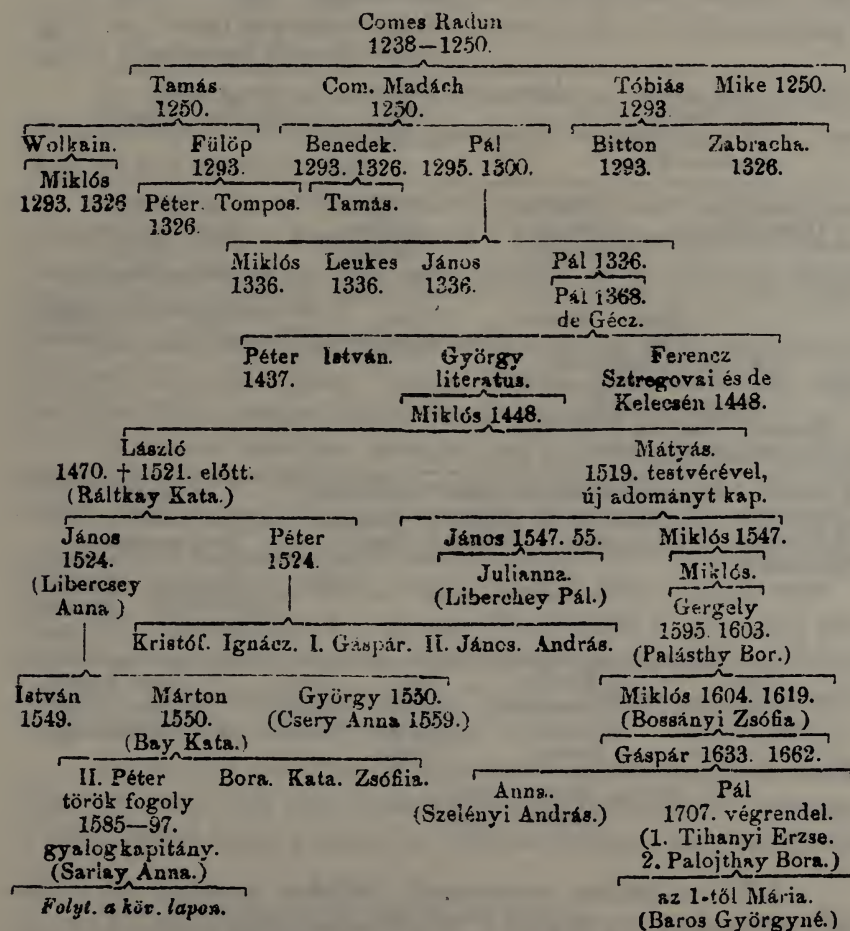 Comes Radun
1238—1250.
Tamás Com. Madách Tóbiás Mike 1250.
1250. 1250. 1293.
Wolkain. Fülöp Benedek. Pál Bitton Zabracha.
Miklós 1293. 1293. 1326. 1295. 1300. 1293. 1326.
1293. 1326 Péter. Tompos. Tamás.
1326.
Miklós Leukes János Pál 1336.
1336. 1336. 1336. Pál 1368.
de Gécz.
Péter István. György Ferencz
1437. literatus. Sztregovai és de
Miklós 1448. Kelecsén 1448.
László Mátyás.
1470. † 1521. előtt. 1519. testvérével,
(Ráltkay Kata.) új adományt kap.
János Péter János 1547. 55. Miklós 1547.
1524. 1524. Julianna. Miklós.
(Libercsey (Liberchey Pál.) Gergely
Anna ) 1595. 1603.
Kristóf. Ignácz. I. Gáspár. II. János. András. (Palásthy Bor.)
István Márton György 1550. Miklós 1604. 1619.
1549. 1550. (Csery Anna 1559.) (Bossányi Zsófia )
(Bay Kata.) Gáspár 1633. 1662.
II. Péter Bora. Kata. Zsófiia. Anna.. Pál
török fogoly (Szelényi András.) 1707. végrendel.
1585—97. (1. Tihanyi Erzse.
gyalogkapitány. 2. Palojthay Bora.)
(Sarlay Anna.) az 1-től Mária.
Folyt. a köv. lapon. (Baros Györgyné.)